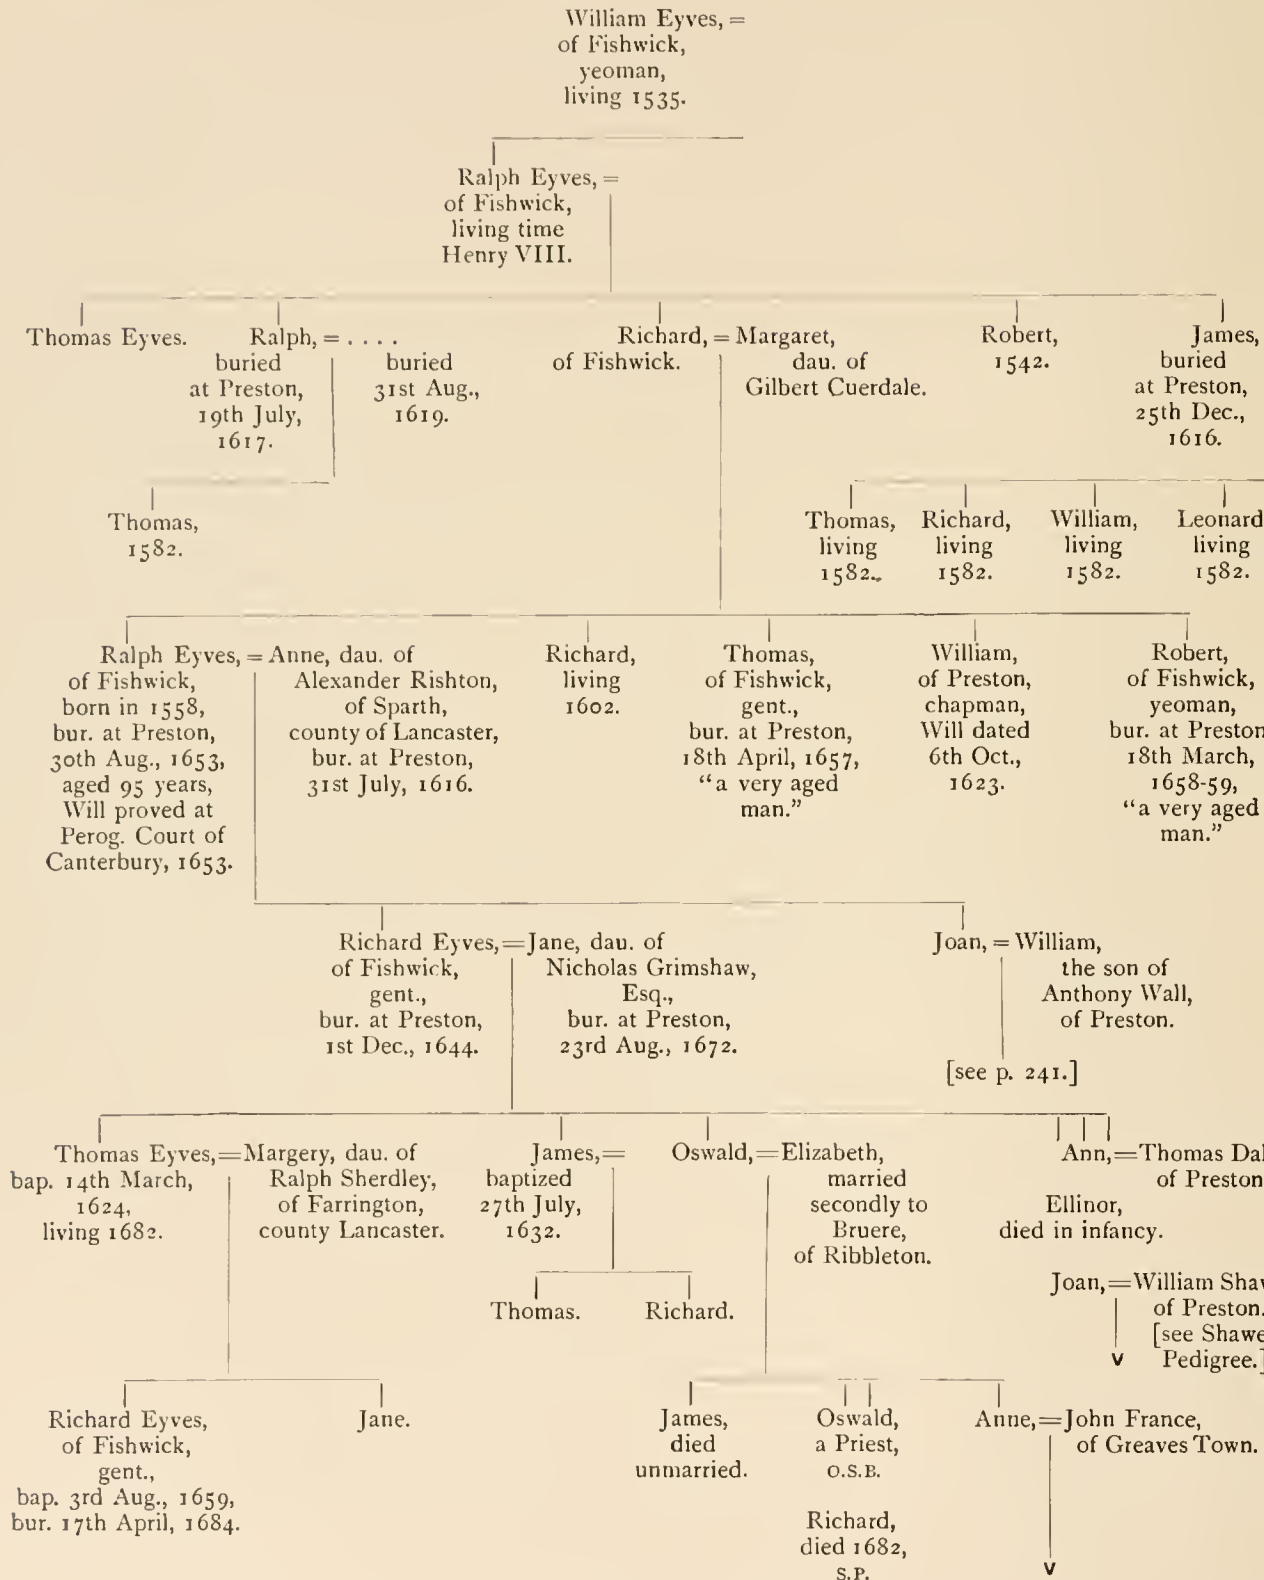 William Eyves, =
of Fishwick,
yeoman,
living 1535.
Ralph Eyves, =
of Fishwick,
living time
Henry VIII.
Thomas Eyves.
Ralph, = . . . .
buried
at Preston,
19th July,
1617.
buried
31st Aug.,
1619.
Richard, = Margaret,
of Fishwick.
dau. of
Gilbert Cuerdale.
Robert,
1542.
James,
buried
at Preston,
25th Dec.,
1616.
Thomas,
1582.
Thomas,
living
1582.
Richard,
living
1582.
William,
living
1582.
Leonard
living
1582.
Ralph Eyves, = Anne, dau. of
of Fishwick,
born in 1558,
bur. at Preston,
30th Aug., 1653,
aged 95 years,
Will proved at
Perog. Court of
Canterbury, 1653.
Alexander Rishton,
of Sparth,
county of Lancaster,
bur. at Preston,
31st July, 1616.
Richard,
living
1602.
Thomas,
of Fishwick,
gent.,
bur. at Preston,
18th April, 1657,
“a very aged
man.”
William,
of Preston,
chapman,
Will dated
6th Oct.,
1623.
Robert,
of Fishwick,
yeoman,
bur. at Preston
18th March,
1658-59,
“a very aged
man.”
Richard Eyves,=Jane, dau. of
of Fishwick,
gent.,
bur. at Preston,
1st Dec., 1644.
Nicholas Grimshaw,
Esq.,
bur. at Preston,
23rd Aug., 1672.
Joan, = William,
the son of
Anthony Wall,
of Preston.
[see p. 241.]
Thomas Eyves,=Margery, dau. of
bap. 14th March,
1624,
living 1682.
Ralph Sherdley,
of Farrington,
county Lancaster.
James,=
baptized
27th July,
1632.
Oswald,=Elizabeth,
married
secondly to
Bruere,
of Ribbleton.
Ann,=Thomas Dal
of Preston
Ellinor,
died in infancy.
Joan,=William Shaw
of Preston.
[see Shawe
Pedigree.]
Thomas.
Richard.
Richard Eyves,
of Fishwick,
gent.,
bap. 3rd Aug., 1659,
bur. 17th April, 1684.
Jane.
James,
died
unmarried.
Oswald,
a Priest,
O.S.B.
Richard,
died 1682,
S.P.
Anne,=John France,
of Greaves Town.